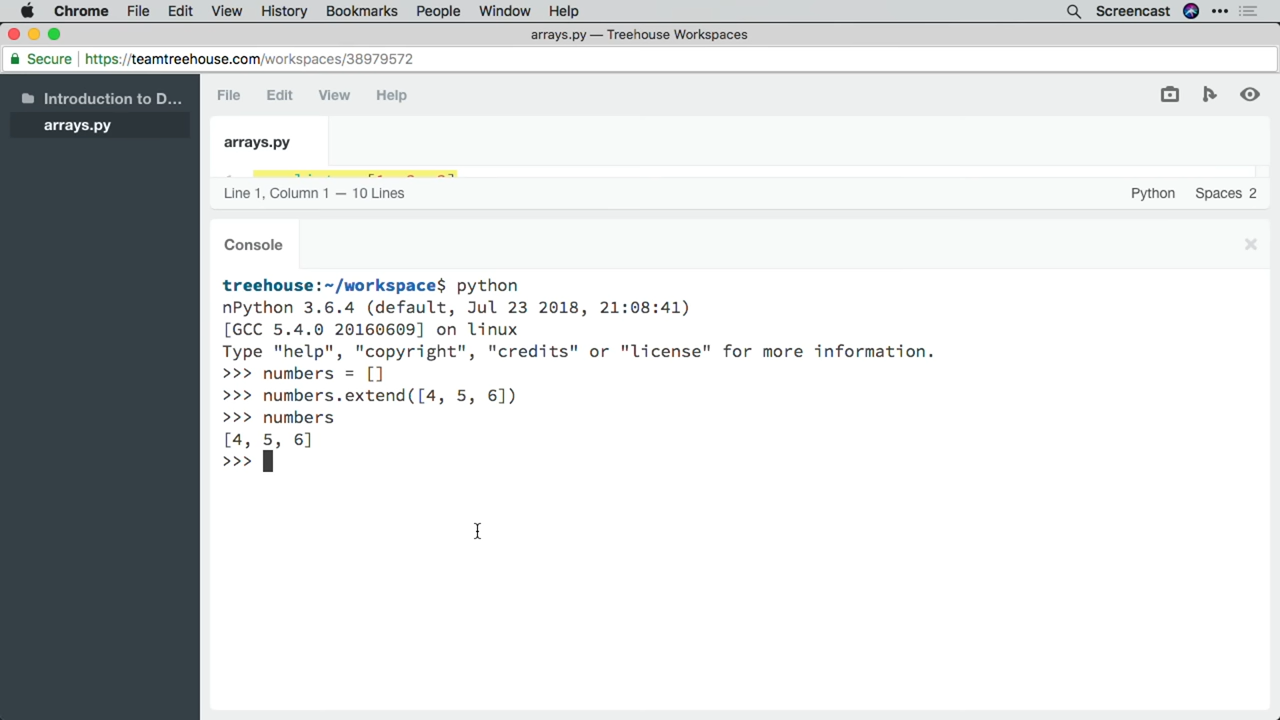 Chrome File Edit View History Bookmarks People Window Help Screencast
arrays.py — Treehouse Workspaces
Secure https://teamtreehouse.com/workspaces/38979572
Introduction to D...
arrays.py
File Edit View Help
arrays.py
Line 1, Column 1 — 10 Lines Python Spaces 2
Console
treehouse:~/workspace$ python
nPython 3.6.4 (default, Jul 23 2018, 21:08:41)
[GCC 5.4.0 20160609] on linux
Type "help", "copyright", "credits" or "license" for more information.
>>> numbers = []
>>> numbers.extend([4, 5, 6])
>>> numbers
[4, 5, 6]
>>>